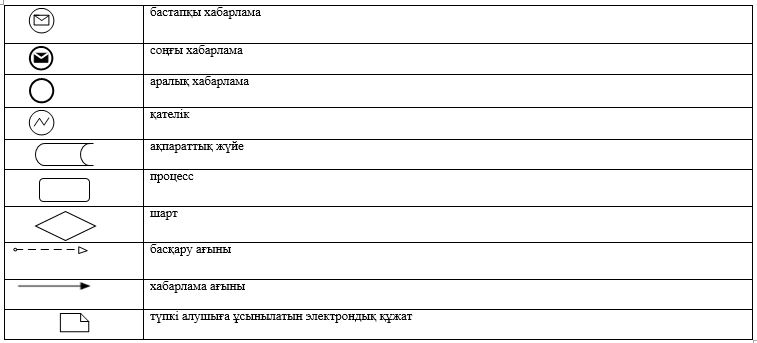 бастапқы хабарлама
соңғы хабарлама
аралық хабарлама
қателік
ақпараттық жүйе
процесс
шарт
басқару ағыны
хабарлама ағыны
түпкі алушыға ұсынылатын электрондық құжат